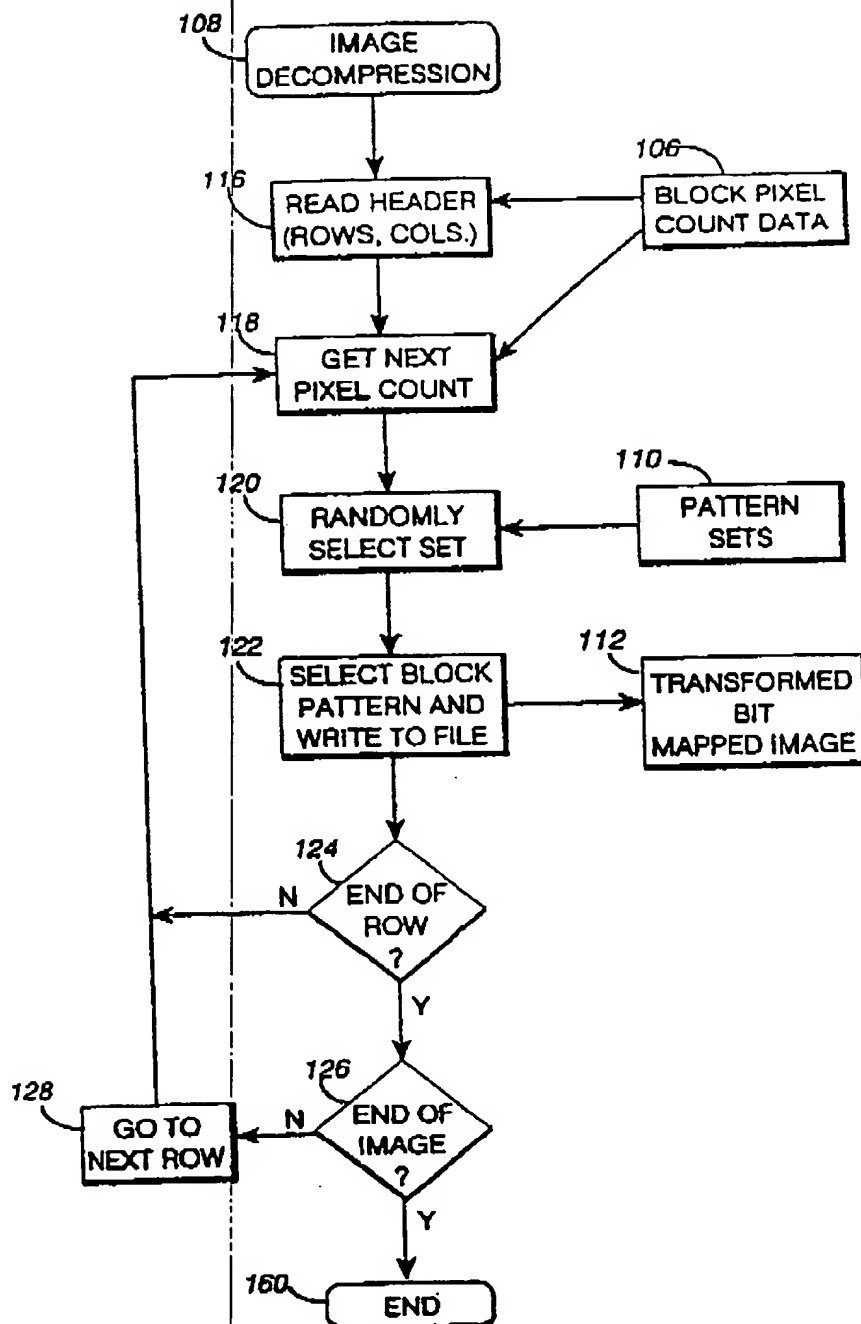 108
IMAGE
DECOMPRESSION
116
READ HEADER
(ROWS, COLS.)
106
BLOCK PIXEL
COUNT DATA
118
GET NEXT
PIXEL COUNT
120
RANDOMLY
SELECT SET
110
PATTERN
SETS
122
SELECT BLOCK
PATTERN AND
WRITE TO FILE
112
TRANSFORMED
BIT
MAPPED IMAGE
124
N
END OF
ROW
?
Y
128
GO TO
NEXT ROW
126
N
END OF
IMAGE
?
Y
160
END